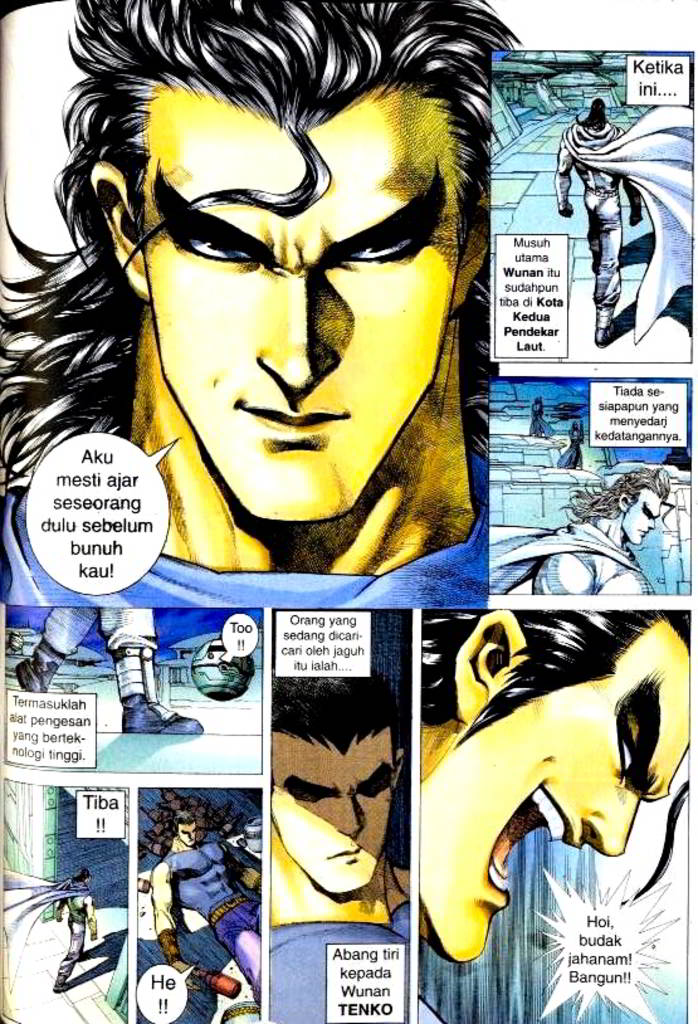 Aku
mesti ajar
seseorang
dulu sebelum
bunuh
kau!
Ketika
ini....
Musuh
utama
Wunan itu
sudahpun
tiba di Kota
Kedua
Pendekar
Laut.
Tiada se-
siapapun yang
menyedari
kedatangannya.
Too
!!
Termasuklah
alat pengesan
yang bertek-
nologi tinggi.
Tiba
!!
He
!!
Orang yang
sedang dicari-
cari oleh jaguh
itu ialah....
Abang tiri
kepada
Wunan
TENKO
Hoi,
budak
jahanam!
Bangun!!